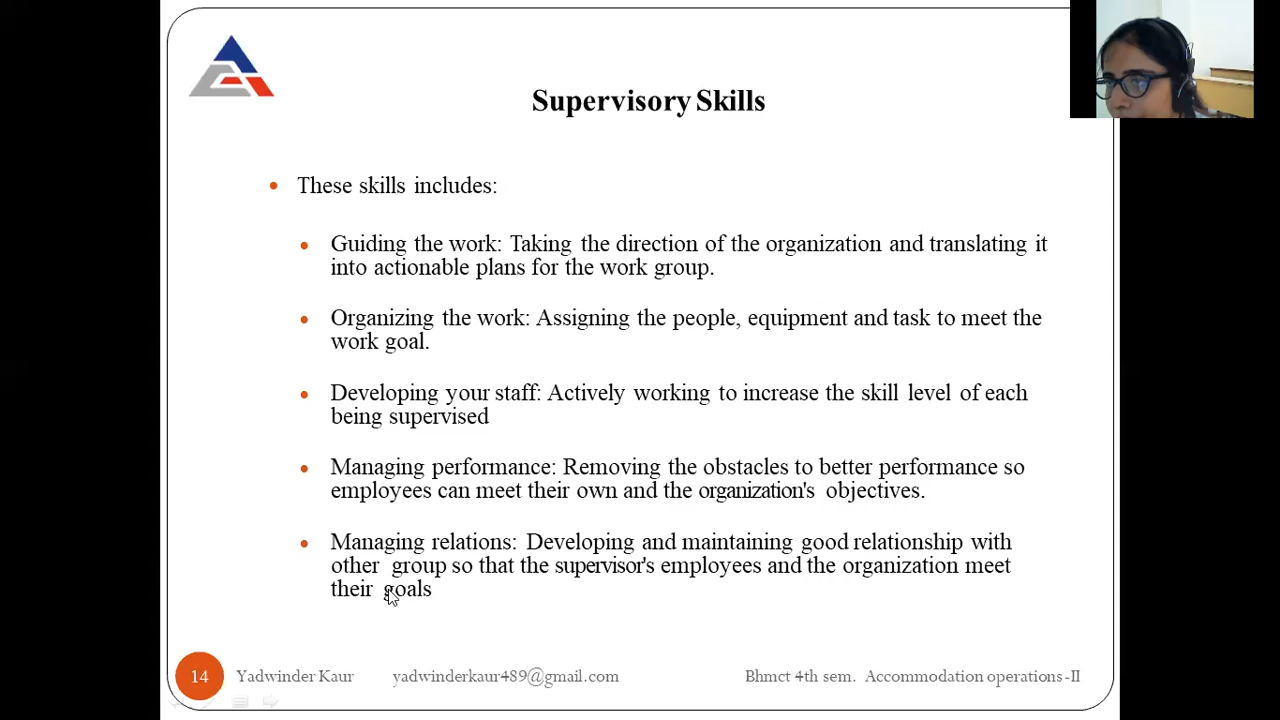 Supervisory Skills
These skills includes:
Guiding the work: Taking the direction of the organization and translating it
into actionable plans for the work group.
Organizing the work: Assigning the people, equipment and task to meet the
work goal.
Developing your staff: Actively working to increase the skill level of each
being supervised
Managing performance: Removing the obstacles to better performance so
employees can meet their own and the organization's objectives.
Managing relations: Developing and maintaining good relationship with
other group so that the supervisor's employees and the organization meet
their goals
14 Yadwinder Kaur yadwinderkaur489@gmail.com Bhmct 4th sem. Accommodation operations -II